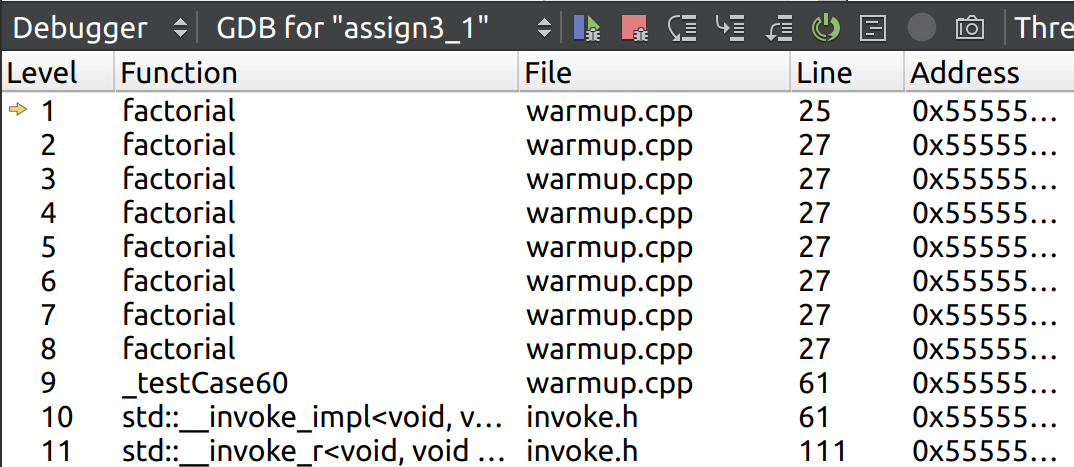 Debugger GDB for "assign3_1" Thre
Level Function File Line Address
1 factorial warmup.cpp 25 0x55555…
2 factorial warmup.cpp 27 0x55555…
3 factorial warmup.cpp 27 0x55555…
4 factorial warmup.cpp 27 0x55555…
5 factorial warmup.cpp 27 0x55555…
6 factorial warmup.cpp 27 0x55555…
7 factorial warmup.cpp 27 0x55555…
8 factorial warmup.cpp 27 0x55555…
9 _testCase60 warmup.cpp 61 0x55555…
10 std::__invoke_impl<void, v… invoke.h 61 0x55555…
11 std::__invoke_r<void, void … invoke.h 111 0x55555…